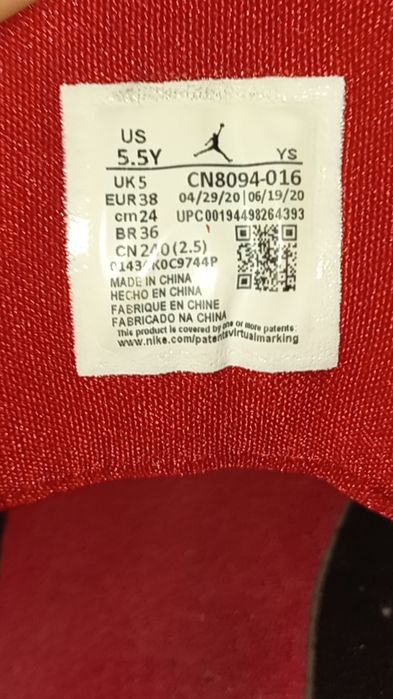 US
5.5Y
YS
UK 5 CN8094-016
EUR 38 04/29/20|06/19/20
cm 24 UPC00194498264393
BR 36
CN 240 (2.5)
K0C9744P
MADE IN CHINA
HECHO EN CHINA
FABRIQUE EN CHINE
FABRICADO NA CHINA
This product is covered by one or more patents:
www.nike.com/patentsvirtualmarking